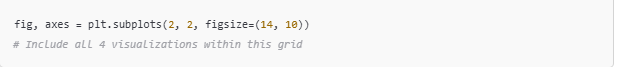 fig, axes = plt.subplots(2, 2, figsize=(14, 10))
# Include all 4 visualizations within this grid